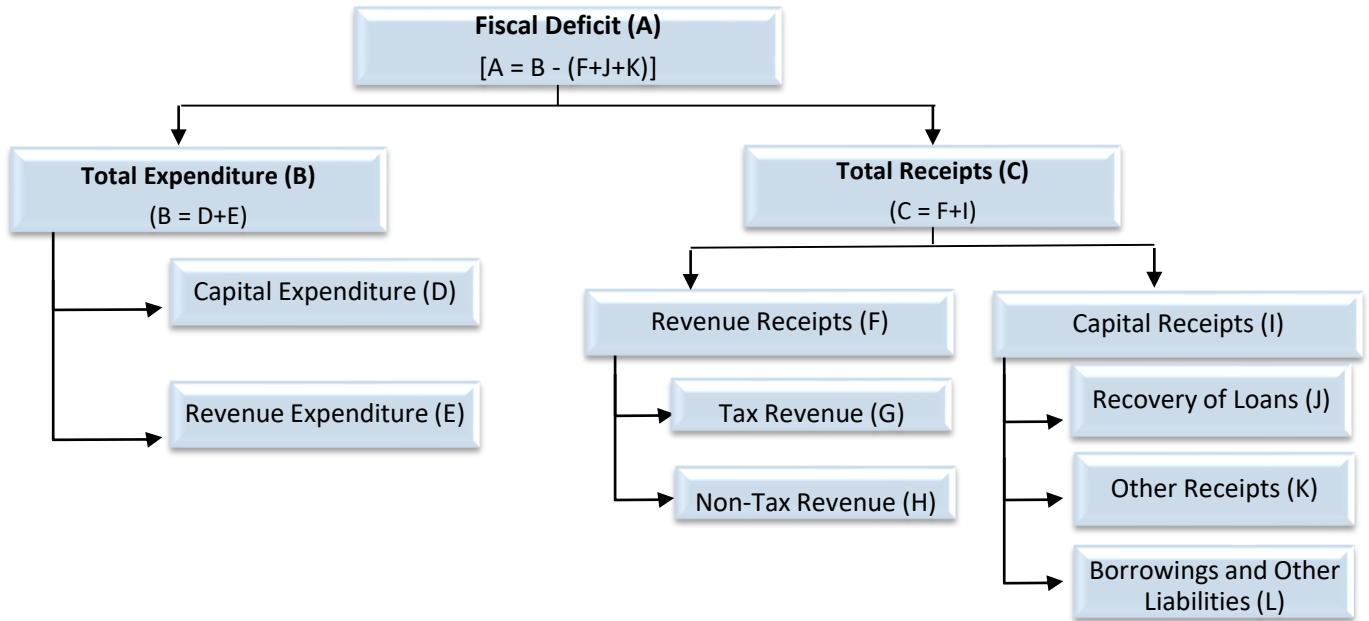 Fiscal Deficit (A)
[A = B - (F+J+K)]
Total Expenditure (B)
(B = D+E)
Total Receipts (C)
(C = F+I)
Capital Expenditure (D)
Revenue Expenditure (E)
Revenue Receipts (F)
Tax Revenue (G)
Non-Tax Revenue (H)
Capital Receipts (I)
Recovery of Loans (J)
Other Receipts (K)
Borrowings and Other
Liabilities (L)